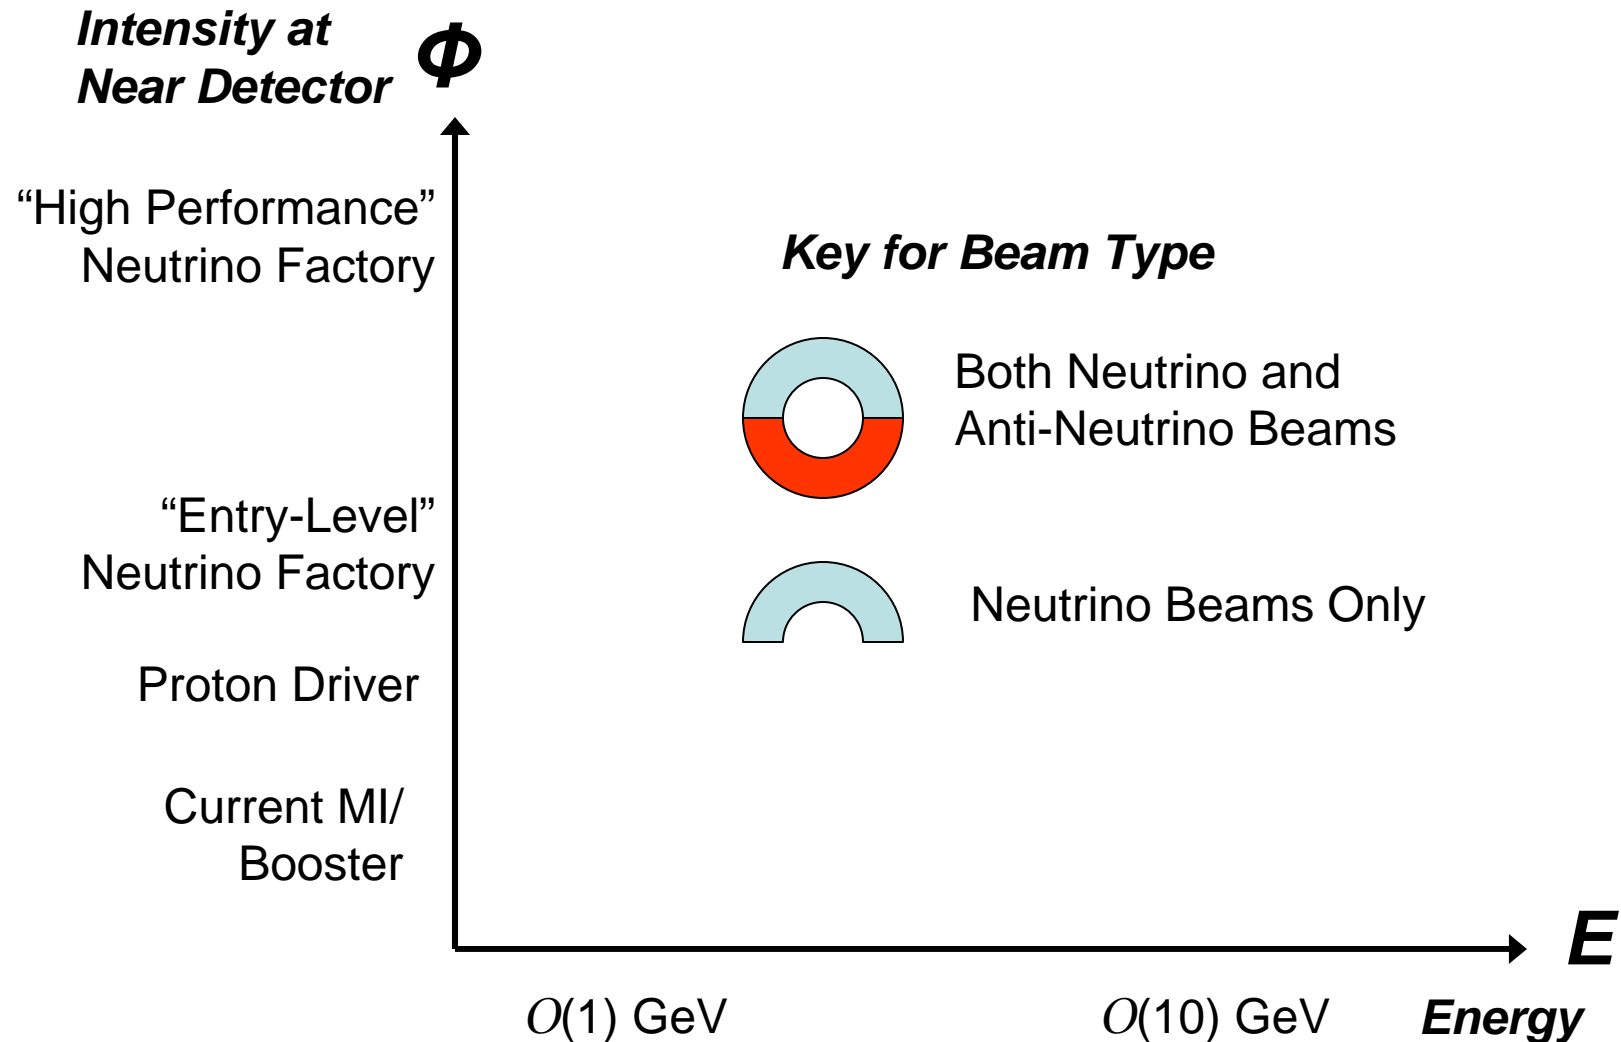 Intensity at
Near Detector
Φ
“High Performance”
Neutrino Factory
Key for Beam Type
Both Neutrino and
Anti-Neutrino Beams
“Entry-Level”
Neutrino Factory
Neutrino Beams Only
Proton Driver
Current MI/
Booster
E
O(1) GeV
O(10) GeV
Energy